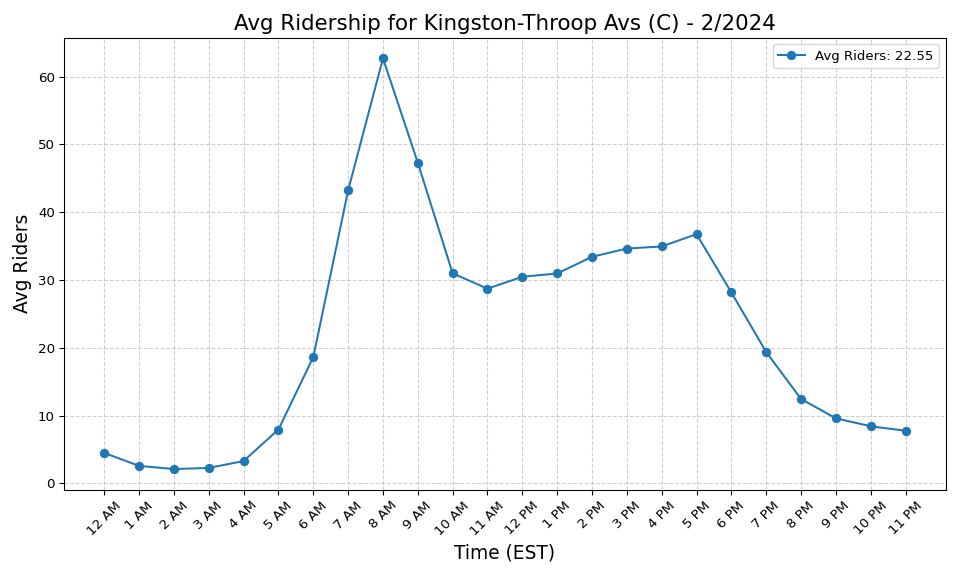 Avg Ridership for Kingston-Throop Avs (C) - 2/2024
Avg Riders: 22.55
Avg Riders
60
50
40
30
20
10
0
12 AM
1 AM
2 AM
3 AM
4 AM
5 AM
6 AM
7 AM
8 AM
9 AM
10 AM
11 AM
12 PM
1 PM
2 PM
3 PM
4 PM
5 PM
6 PM
7 PM
8 PM
9 PM
10 PM
11 PM
Time (EST)